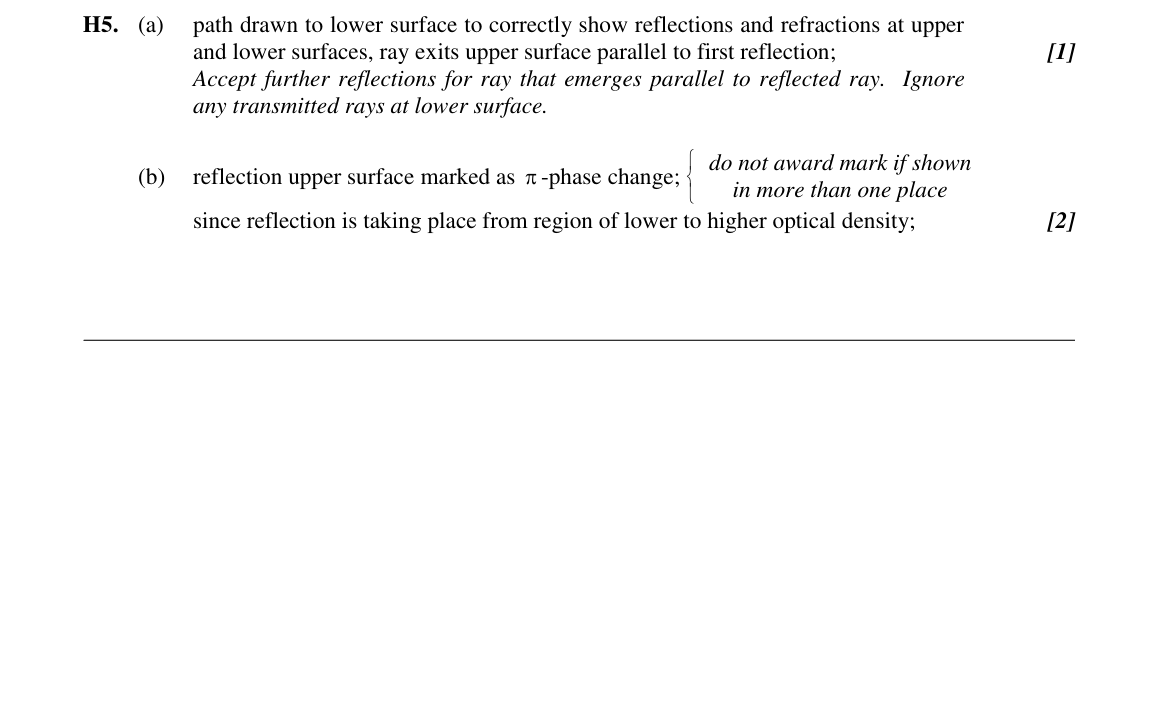 H5. (a) path drawn to lower surface to correctly show reflections and refractions at upper
and lower surfaces, ray exits upper surface parallel to first reflection; [1]
Accept further reflections for ray that emerges parallel to reflected ray. Ignore
any transmitted rays at lower surface.
(b) reflection upper surface marked as π-phase change; { do not award mark if shown
in more than one place
since reflection is taking place from region of lower to higher optical density; [2]